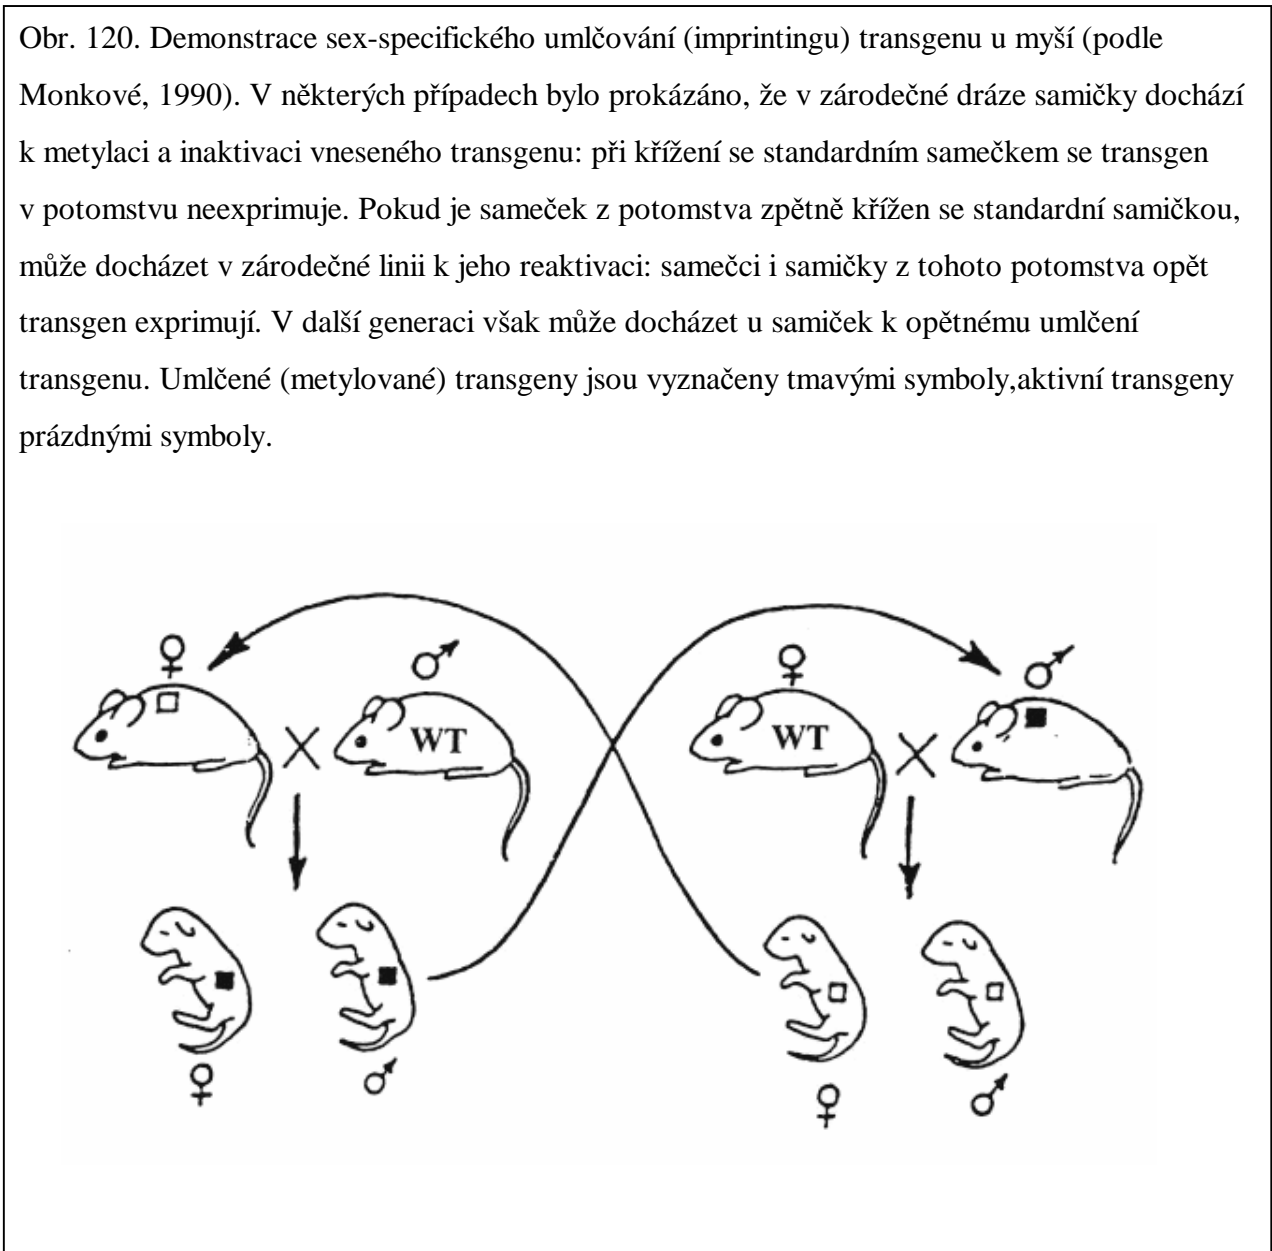 Obr. 120. Demonstrace sex-specifického umlčování (imprintingu) transgenu u myší (podle
Monkové, 1990). V některých případech bylo prokázáno, že v zárodečné dráze samičky dochází
k metylaci a inaktivaci vneseného transgenu: při křížení se standardním samečkem se transgen
v potomstvu neexprimuje. Pokud je sameček z potomstva zpětně křížen se standardní samičkou,
může docházet v zárodečné linii k jeho reaktivaci: samečci i samičky z tohoto potomstva opět
transgen exprimují. V další generaci však může docházet u samiček k opětnému umlčení
transgenu. Umlčené (metylované) transgeny jsou vyznačeny tmavými symboly,aktivní transgeny
prázdnými symboly.
♀ ♂ ♀ ♂
WT WT
♀ ♂ ♀ ♂